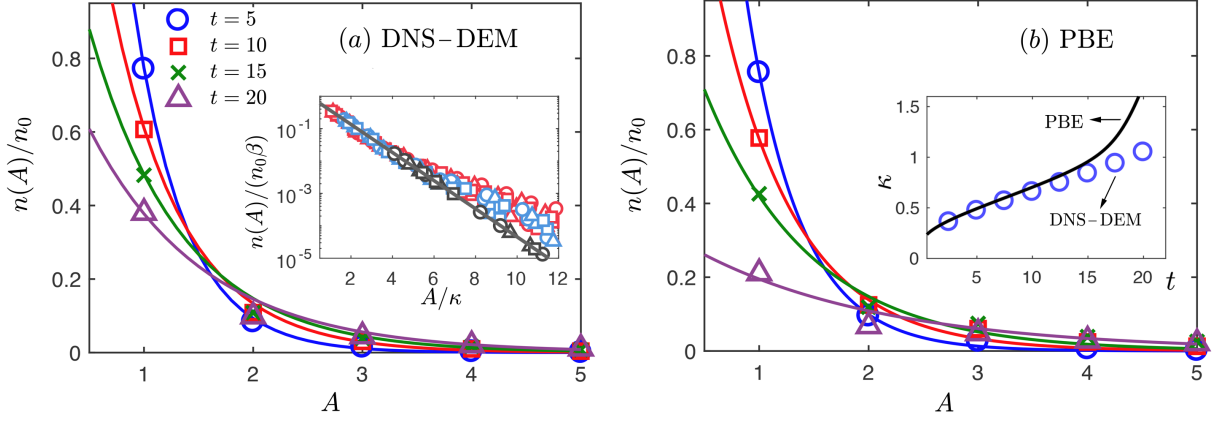 (a) DNS–DEM
t = 5
t = 10
t = 15
t = 20
n(A)/n0
0.8
0.6
0.4
0.2
0
1
2
3
4
5
A
n(A)/(n0β)
10^-1
10^-3
10^-5
2
4
6
8
10
12
A/κ
(b) PBE
n(A)/n0
0.8
0.6
0.4
0.2
0
1
2
3
4
5
A
κ
1.5
1.0
0.5
0
5
10
15
20
t
PBE
DNS–DEM